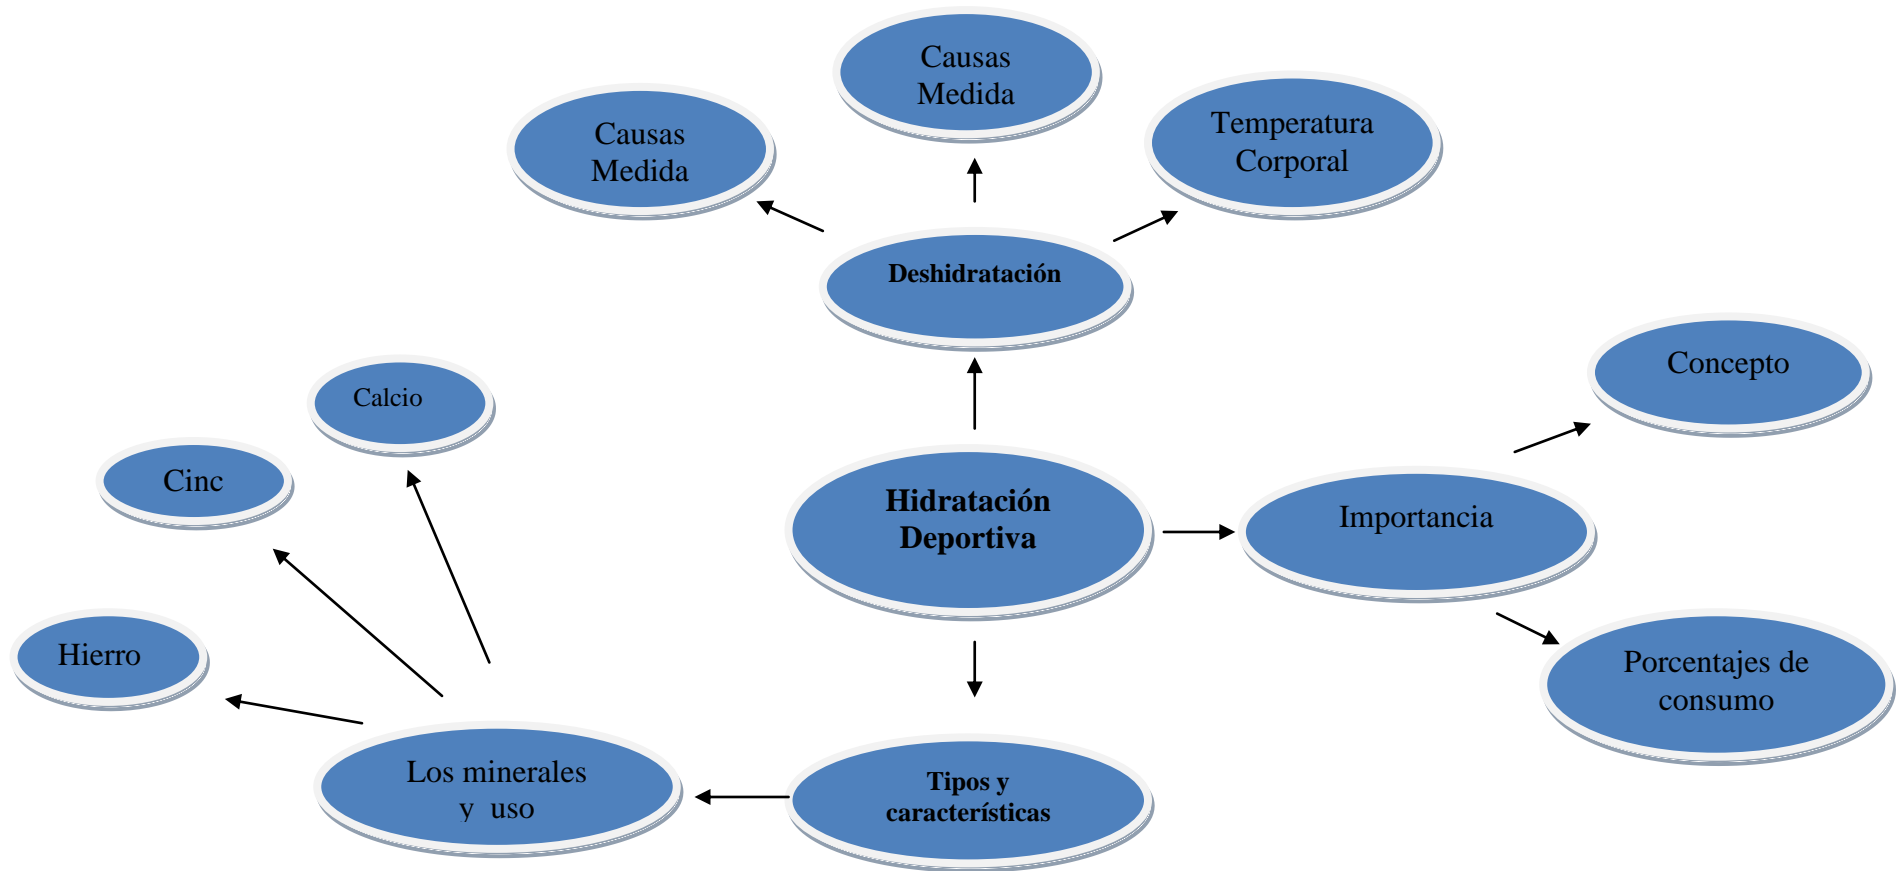 Causas
Medida
Causas
Medida
Temperatura
Corporal
Deshidratación
Concepto
Calcio
Cinc
Hidratación
Deportiva
Importancia
Hierro
Porcentajes de
consumo
Los minerales
y uso
Tipos y
características